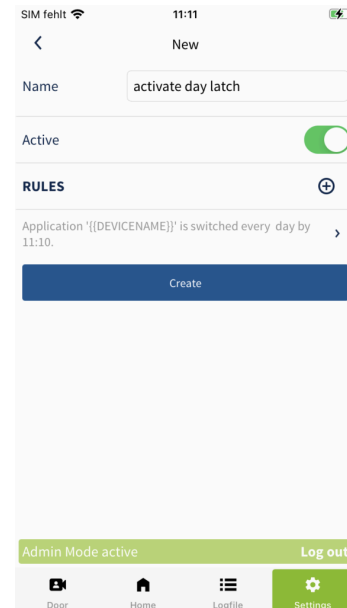 SIM fehlt 11:11
New
Name activate day latch
Active
RULES
Application '{{DEVICENAME}}' is switched every day by
11:10.
Create
Admin Mode active Log out
Door Home Logfile Settings